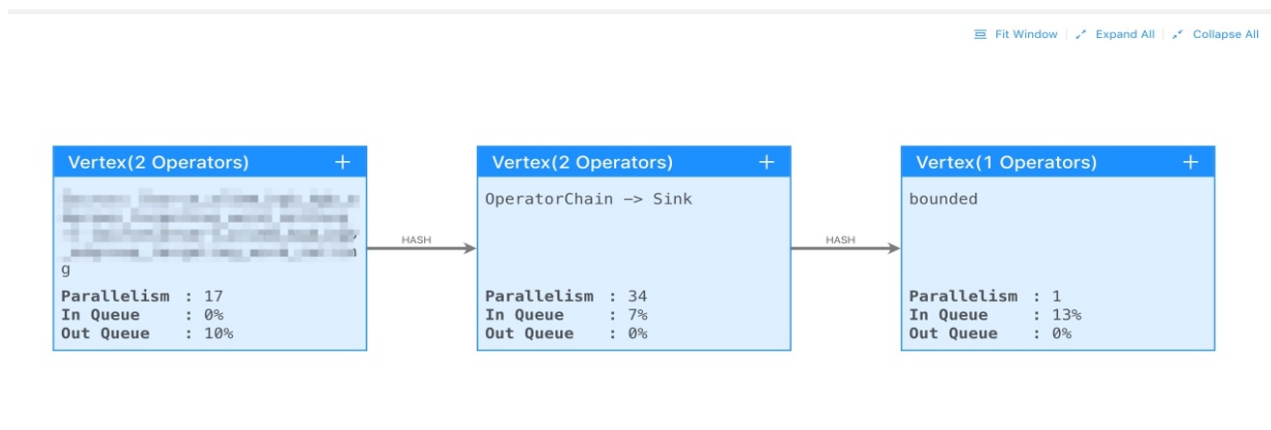 Fit Window
Expand All
Collapse All
Vertex(2 Operators) +
g
Parallelism : 17
In Queue : 0%
Out Queue : 10%
HASH
Vertex(2 Operators) +
OperatorChain -> Sink
Parallelism : 34
In Queue : 7%
Out Queue : 0%
HASH
Vertex(1 Operators) +
bounded
Parallelism : 1
In Queue : 13%
Out Queue : 0%